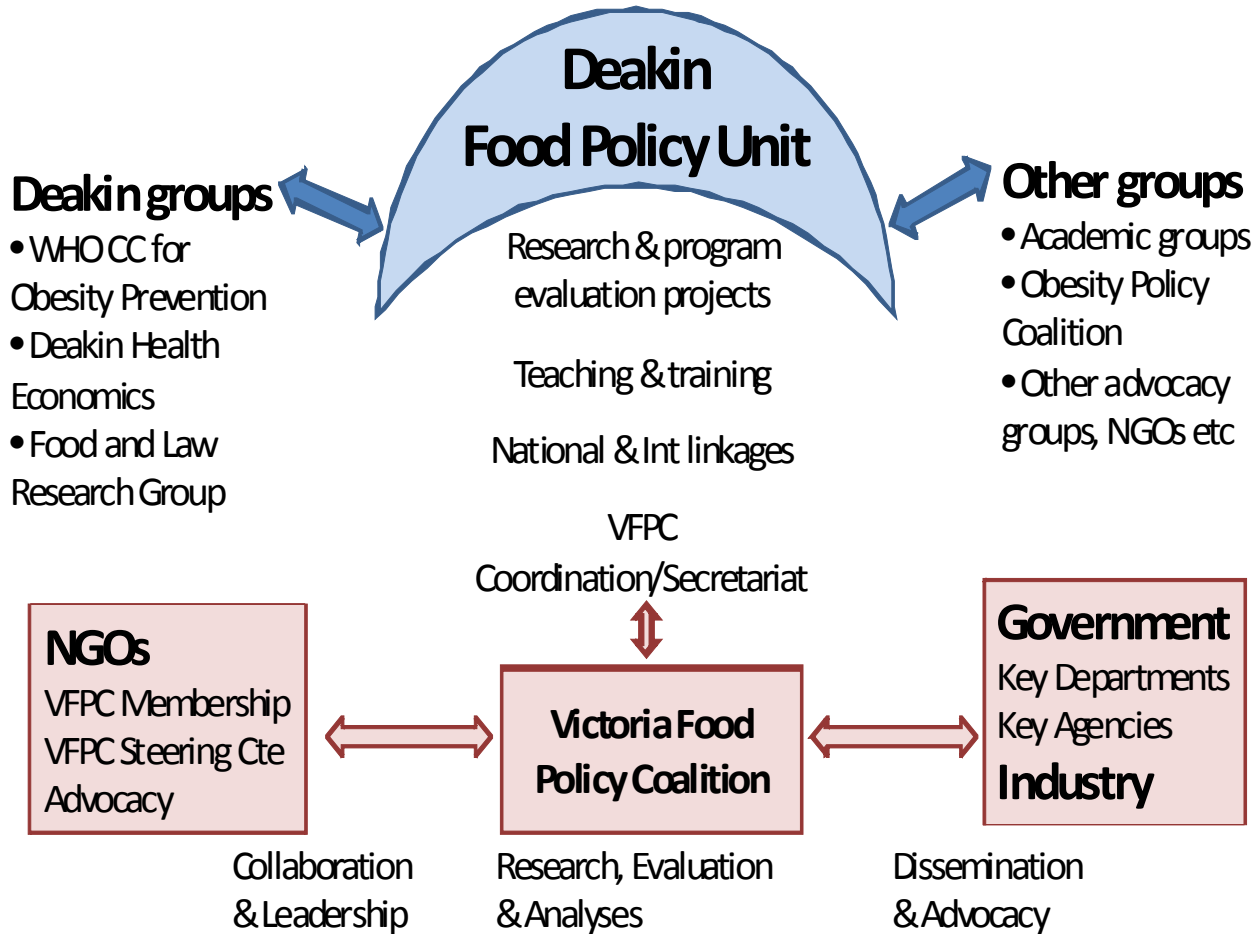 Deakin
Food Policy Unit
Deakin groups
• WHO CC for
Obesity Prevention
• Deakin Health
Economics
• Food and Law
Research Group
Research & program
evaluation projects
Teaching & training
National & Int linkages
VFPC
Coordination/Secretariat
Other groups
• Academic groups
• Obesity Policy
Coalition
• Other advocacy
groups, NGOs etc
NGOs
VFPC Membership
VFPC Steering Cte
Advocacy
Victoria Food
Policy Coalition
Government
Key Departments
Key Agencies
Industry
Collaboration
& Leadership
Research, Evaluation
& Analyses
Dissemination
& Advocacy